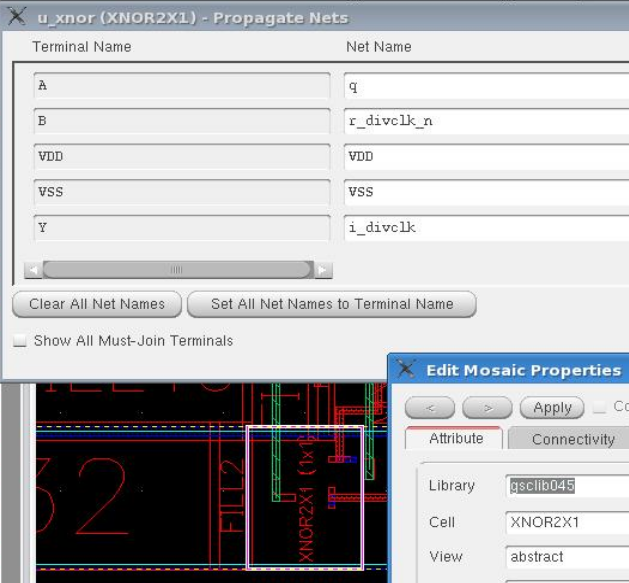 u_xnor (XNOR2X1) - Propagate Nets
Terminal Name Net Name
A q
B r_divclk_n
VDD VDD
VSS VSS
Y i_divclk
Clear All Net Names Set All Net Names to Terminal Name
Show All Must-Join Terminals
Edit Mosaic Properties
< > Apply Co
Attribute Connectivity
Library gsclib045
Cell XNOR2X1
View abstract
32
FILL2
XNOR2X1 (1x1)